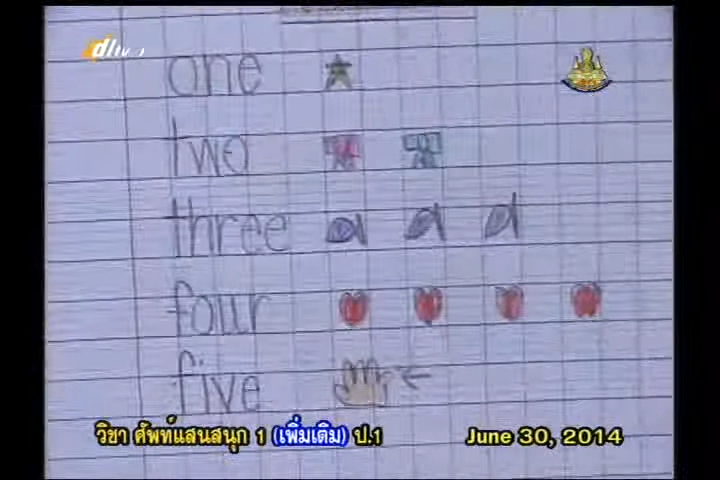 dltv
one
two
three
four
five
วิชา ศัพท์แสนสนุก 1 (เพิ่มเติม) ป.1
June 30, 2014